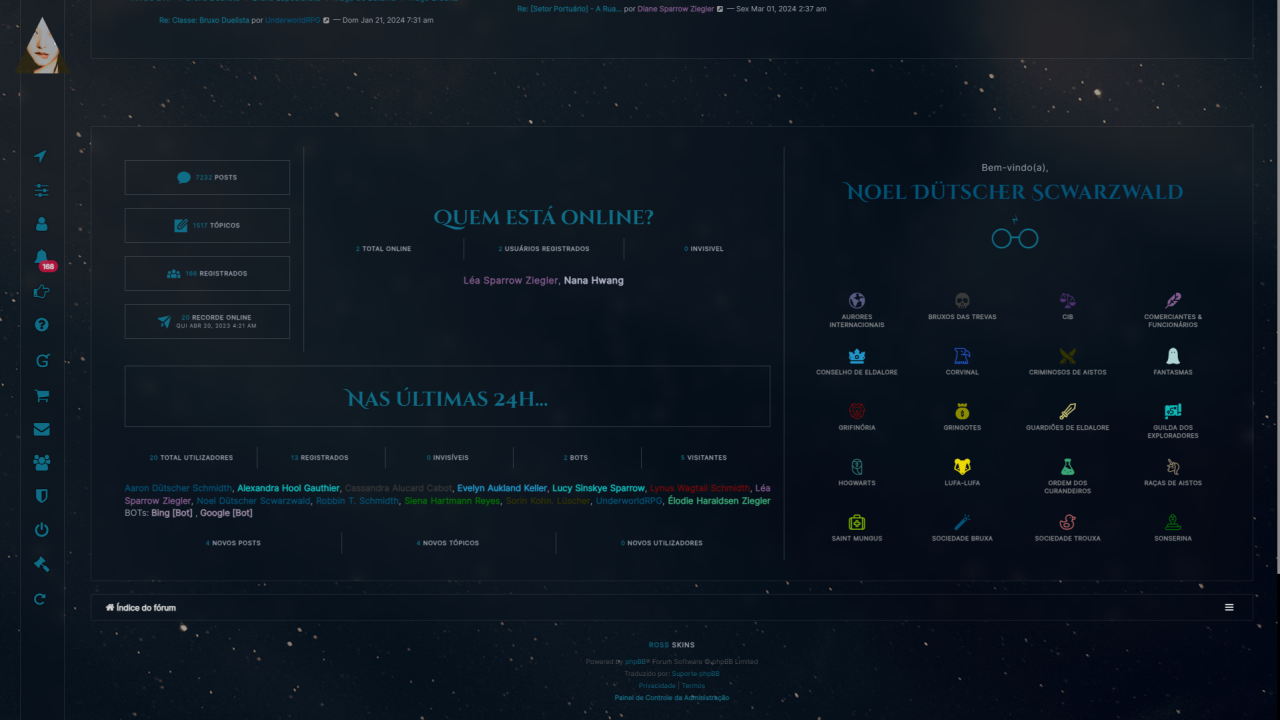 Re: Classe: Bruxo Duelista por UnderworldRPG — Dom Jan 21, 2024 7:31 am
Re: [Setor Portuário] - A Rua... por Diane Sparrow Ziegler — Sex Mar 01, 2024 2:37 am
168
7232 POSTS
1517 TÓPICOS
166 REGISTRADOS
20 RECORDE ONLINE
QUI ABR 20, 2023 4:21 AM
Quem está online?
2 TOTAL ONLINE
2 USUÁRIOS REGISTRADOS
0 INVISIVEL
Léa Sparrow Ziegler, Nana Hwang
Nas últimas 24h...
20 TOTAL UTILIZADORES
13 REGISTRADOS
0 INVISÍVEIS
2 BOTS
5 VISITANTES
Aaron Dütscher Schmidth, Alexandra Hool Gauthier, Cassandra Alucard Cabot, Evelyn Aukland Keller, Lucy Sinskye Sparrow, Lynus Wagtail Schmidth, Léa
Sparrow Ziegler, Noel Dütscher Scwarzwald, Robbin T. Schmidth, Siena Hartmann Reyes, Sorin Kohn. Lüscher, UnderworldRPG, Élodie Haraldsen Ziegler
BOTs: Bing [Bot] , Google [Bot]
4 NOVOS POSTS
4 NOVOS TÓPICOS
0 NOVOS UTILIZADORES
Bem-vindo(a),
Noel Dütscher Scwarzwald
AURORES
INTERNACIONAIS
BRUXOS DAS TREVAS
CIB
COMERCIANTES &
FUNCIONÁRIOS
CONSELHO DE ELDALORE
CORVINAL
CRIMINOSOS DE AISTOS
FANTASMAS
GRIFINÓRIA
GRINGOTES
GUARDIÕES DE ELDALORE
GUILDA DOS
EXPLORADORES
HOGWARTS
LUFA-LUFA
ORDEM DOS
CURANDEIROS
RAÇAS DE AISTOS
SAINT MUNGUS
SOCIEDADE BRUXA
SOCIEDADE TROUXA
SONSERINA
Índice do fórum
ROSS SKINS
Powered by phpBB® Forum Software © phpBB Limited
Traduzido por: Suporte phpBB
Privacidade | Termos
Painel de Controle da Administração